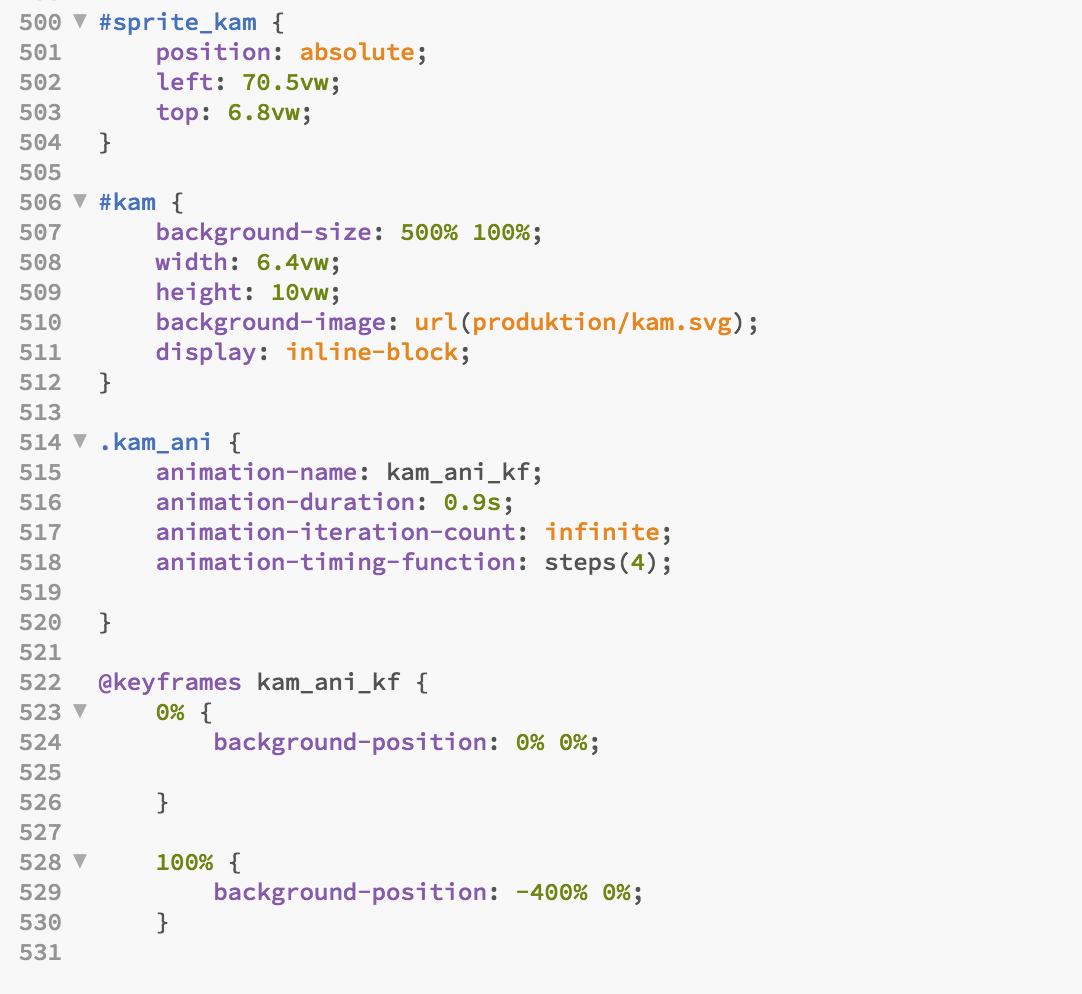 500 ▼ #sprite_kam {
501 position: absolute;
502 left: 70.5vw;
503 top: 6.8vw;
504 }
505
506 ▼ #kam {
507 background-size: 500% 100%;
508 width: 6.4vw;
509 height: 10vw;
510 background-image: url(produktion/kam.svg);
511 display: inline-block;
512 }
513
514 ▼ .kam_ani {
515 animation-name: kam_ani_kf;
516 animation-duration: 0.9s;
517 animation-iteration-count: infinite;
518 animation-timing-function: steps(4);
519
520 }
521
522 @keyframes kam_ani_kf {
523 ▼ 0% {
524 background-position: 0% 0%;
525
526 }
527
528 ▼ 100% {
529 background-position: -400% 0%;
530 }
531